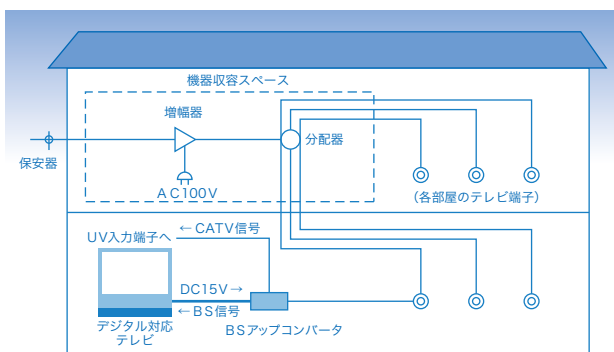 機器収容スペース
増幅器
分配器
保安器
AC100V
(各部屋のテレビ端子)
←CATV信号
UV入力端子へ
DC15V→
←BS信号
BSアップコンバータ
デジタル対応
テレビ